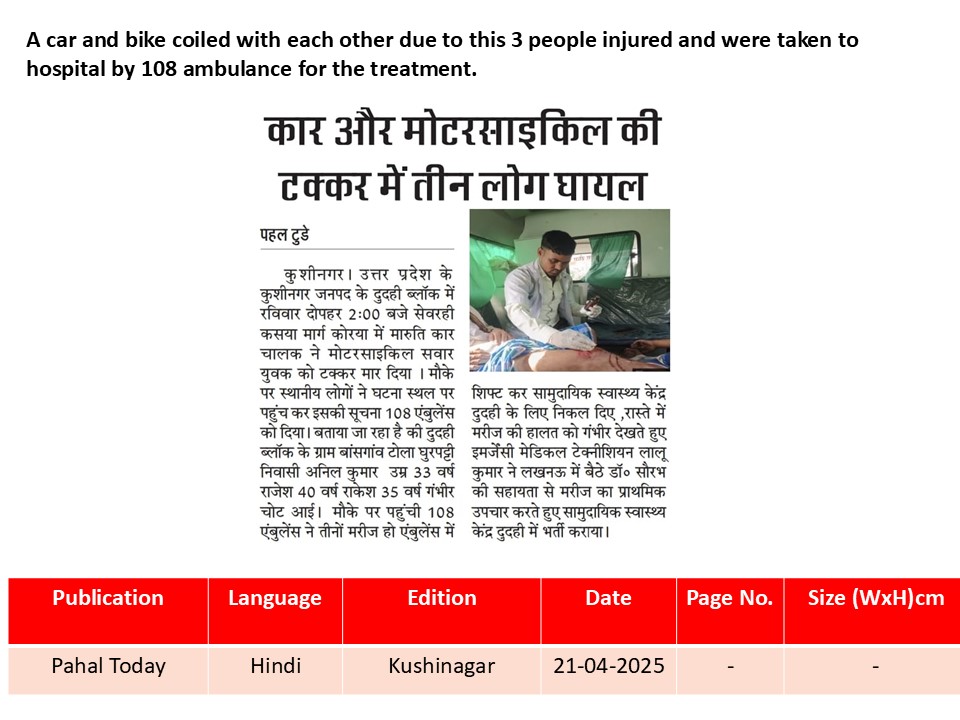 A car and bike coiled with each other due to this 3 people injured and were taken to
hospital by 108 ambulance for the treatment.
कार और मोटरसाइकिल की
टक्कर में तीन लोग घायल
पहल टुडे
कुशीनगर। उत्तर प्रदेश के
कुशीनगर जनपद के दुदही ब्लॉक में
रविवार दोपहर 2:00 बजे सेवरही
कसया मार्ग कोरया में मारुति कार
चालक ने मोटरसाइकिल सवार
युवक को टक्कर मार दिया । मौके
पर स्थानीय लोगों ने घटना स्थल पर
पहुंच कर इसकी सूचना 108 एंबुलेंस
को दिया। बताया जा रहा है की दुदही
ब्लॉक के ग्राम बांसगांव टोला घुरपट्टी
निवासी अनिल कुमार उम्र 33 वर्ष
राजेश 40 वर्ष राकेश 35 वर्ष गंभीर
चोट आई। मौके पर पहुंची 108
एंबुलेंस ने तीनों मरीज हो एंबुलेंस में
शिफ्ट कर सामुदायिक स्वास्थ्य केंद्र
दुदही के लिए निकल दिए ,रास्ते में
मरीज की हालत को गंभीर देखते हुए
इमर्जेंसी मेडिकल टेक्नीशियन लालू
कुमार ने लखनऊ में बैठे डॉ० सौरभ
की सहायता से मरीज का प्राथमिक
उपचार करते हुए सामुदायिक स्वास्थ्य
केंद्र दुदही में भर्ती कराया।
Publication Language Edition Date Page No. Size (WxH)cm
Pahal Today Hindi Kushinagar 21-04-2025 - -